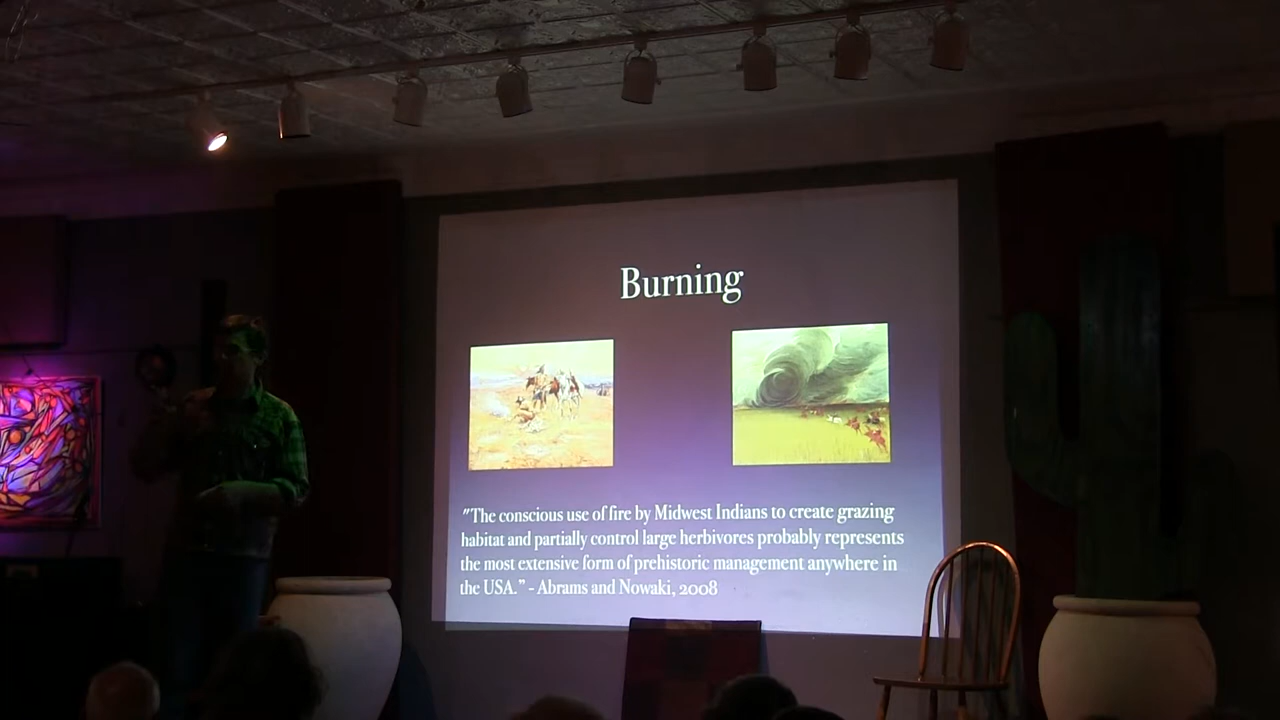 Burning
"The conscious use of fire by Midwest Indians to create grazing
habitat and partially control large herbivores probably represents
the most extensive form of prehistoric management anywhere in
the USA." - Abrams and Nowaki, 2008